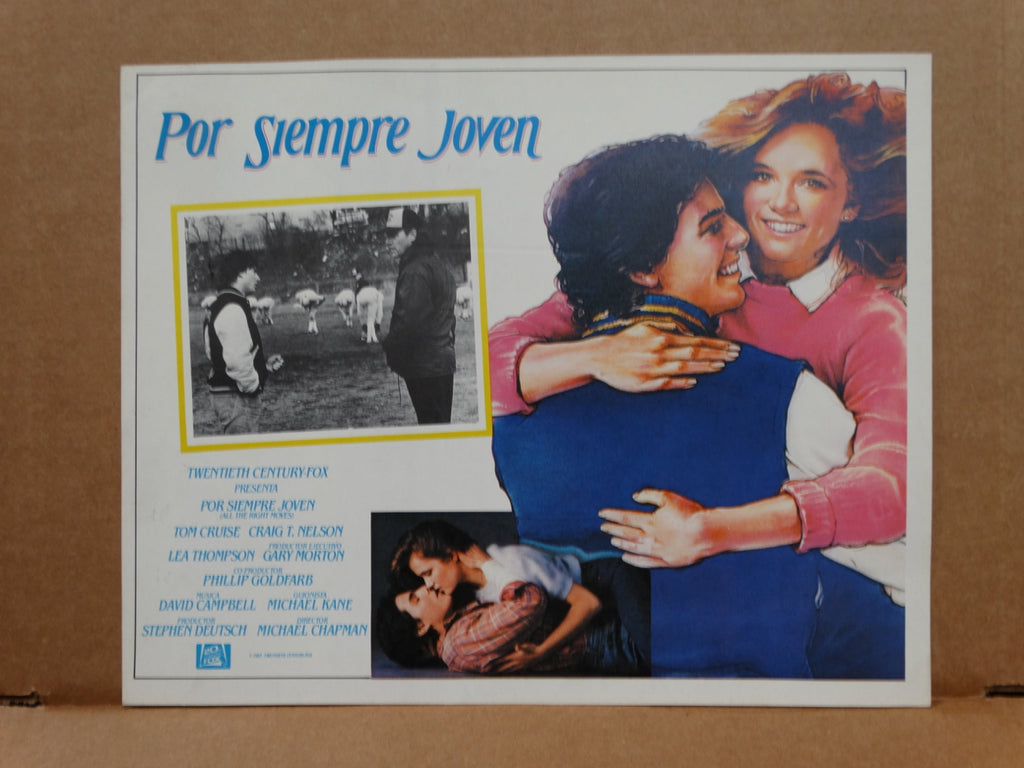 Por Siempre Joven
TWENTIETH CENTURY-FOX
PRESENTA
POR SIEMPRE JOVEN
(ALL THE RIGHT MOVES)
TOM CRUISE CRAIG T. NELSON
PRODUCTOR EXECUTIVO
LEA THOMPSON GARY MORTON
CO-PRODUCTOR
PHILLIP GOLDFARB
MUSICA GUIONISTA
DAVID CAMPBELL MICHAEL KANE
PRODUCTOR DIRECTOR
STEPHEN DEUTSCH MICHAEL CHAPMAN
FOX